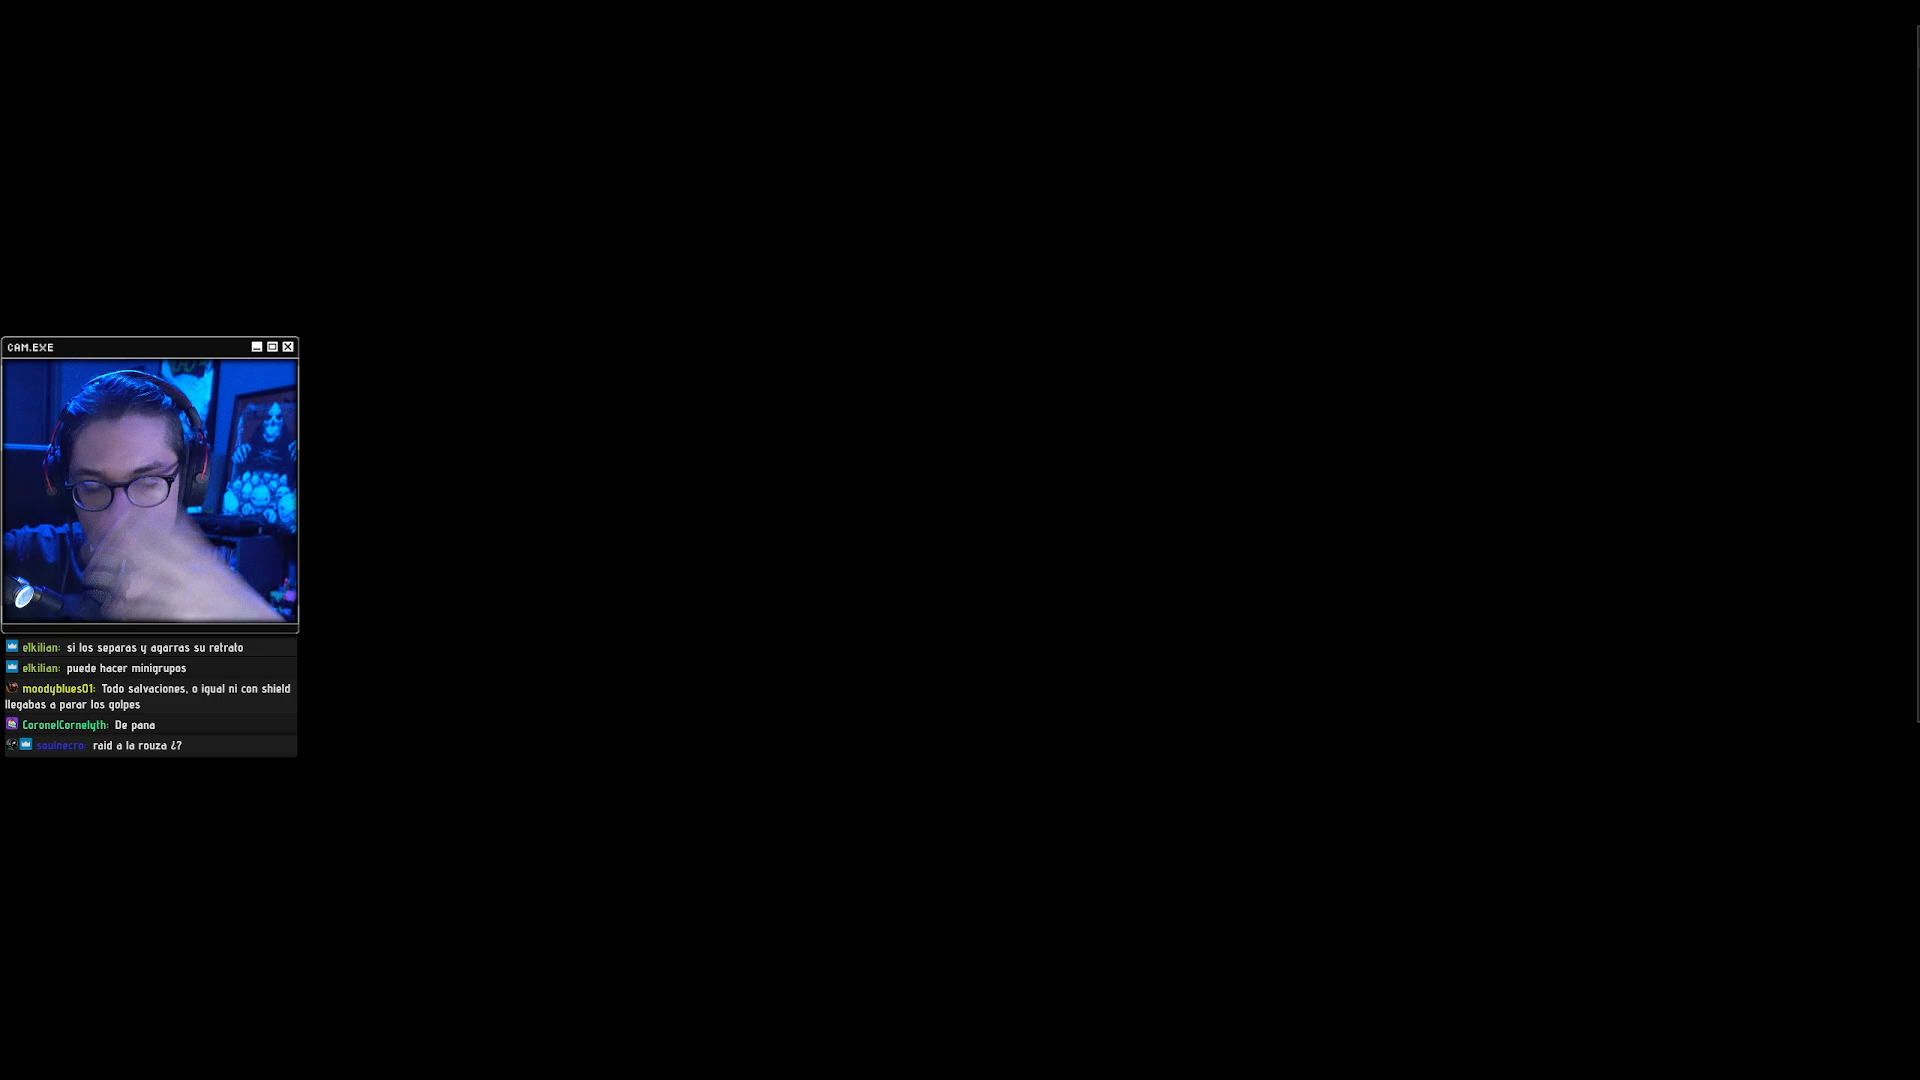 CAM.EXE
elkilian: si los separas y agarras su retrato
elkilian: puede hacer minigrupos
moodyblues01: Todo salvaciones, o igual ni con shield
llegabas a parar los golpes
CoronelCornelyth: De pana
soulnecro: raid a la rouza ¿?